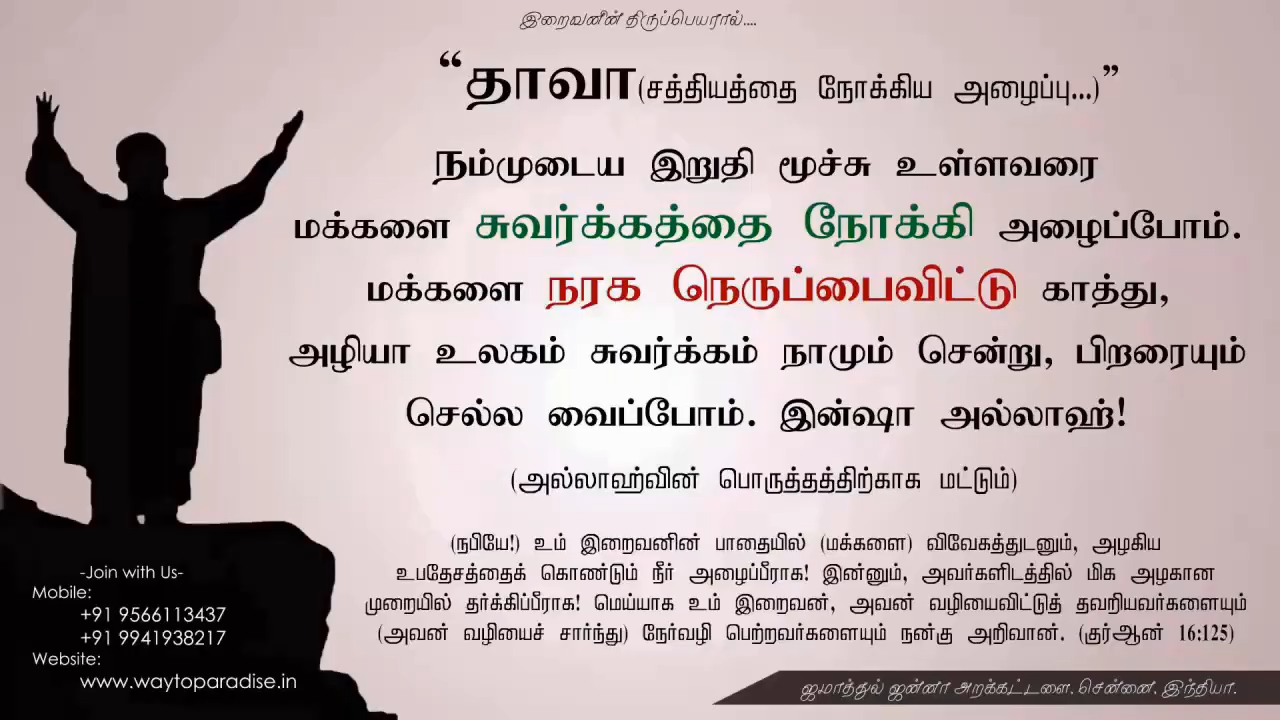 இறைவனின் திருப்பெயரால்....
“தாவா(சத்தியத்தை நோக்கிய அழைப்பு...)”
நம்முடைய இறுதி மூச்சு உள்ளவரை
மக்களை சுவர்க்கத்தை நோக்கி அழைப்போம்.
மக்களை நரக நெருப்பைவிட்டு காத்து,
அழியா உலகம் சுவர்க்கம் நாமும் சென்று, பிறரையும்
செல்ல வைப்போம். இன்ஷா அல்லாஹ்!
(அல்லாஹ்வின் பொருத்தத்திற்காக மட்டும்)
(நபியே!) உம் இறைவனின் பாதையில் (மக்களை) விவேகத்துடனும், அழகிய
உபதேசத்தைக் கொண்டும் நீர் அழைப்பீராக! இன்னும், அவர்களிடத்தில் மிக அழகான
முறையில் தர்க்கிப்பீராக! மெய்யாக உம் இறைவன், அவன் வழியைவிட்டுத் தவறியவர்களையும்
(அவன் வழியைச் சார்ந்து) நேர்வழி பெற்றவர்களையும் நன்கு அறிவான். (குர்ஆன் 16:125)
-Join with Us-
Mobile:
+91 9566113437
+91 9941938217
Website:
www.waytoparadise.in
ஜமாத்துல் ஜன்னா அறக்கட்டளை. சென்னை. இந்தியா.